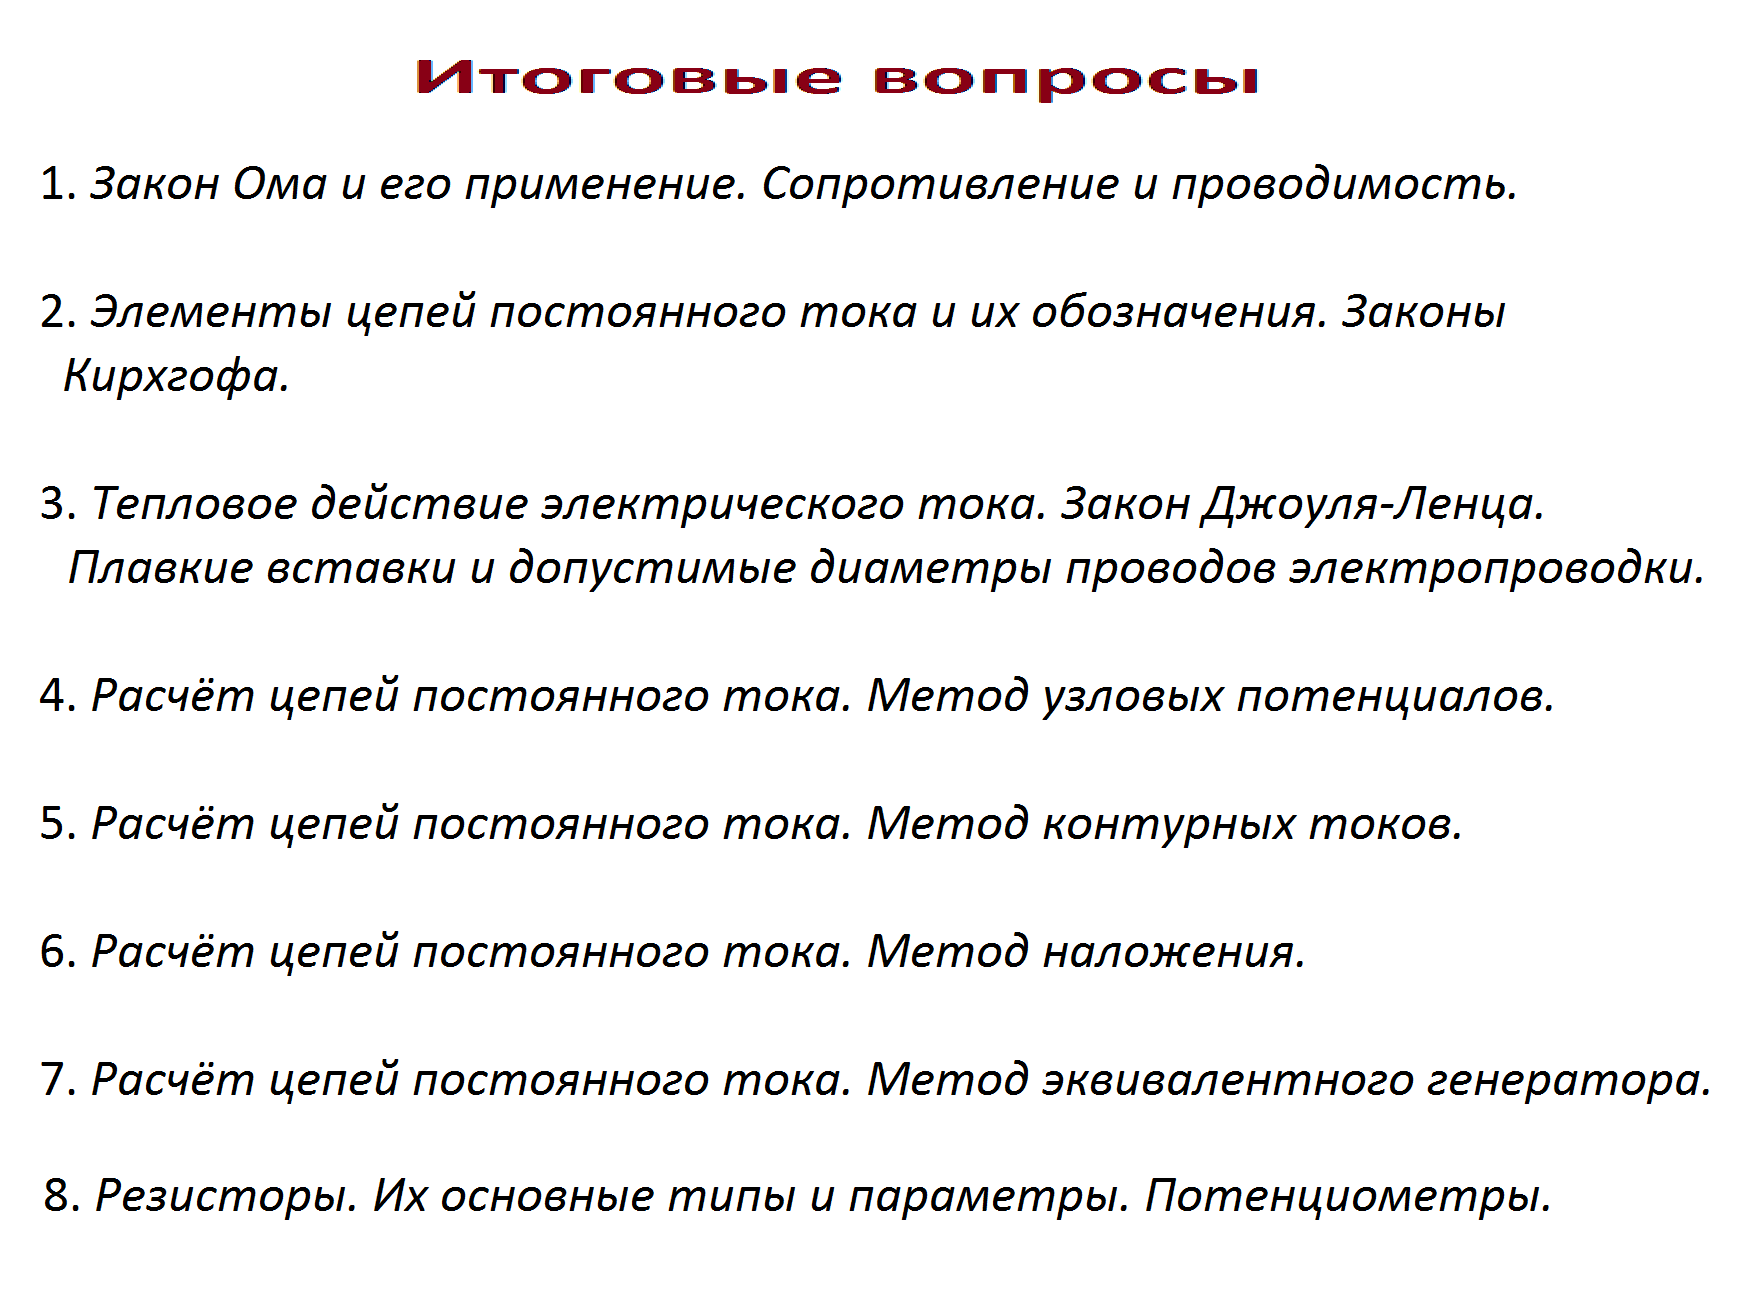 Итоговые вопросы
1. Закон Ома и его применение. Сопротивление и проводимость.
2. Элементы цепей постоянного тока и их обозначения. Законы
Кирхгофа.
3. Тепловое действие электрического тока. Закон Джоуля-Ленца.
Плавкие вставки и допустимые диаметры проводов электропроводки.
4. Расчёт цепей постоянного тока. Метод узловых потенциалов.
5. Расчёт цепей постоянного тока. Метод контурных токов.
6. Расчёт цепей постоянного тока. Метод наложения.
7. Расчёт цепей постоянного тока. Метод эквивалентного генератора.
8. Резисторы. Их основные типы и параметры. Потенциометры.